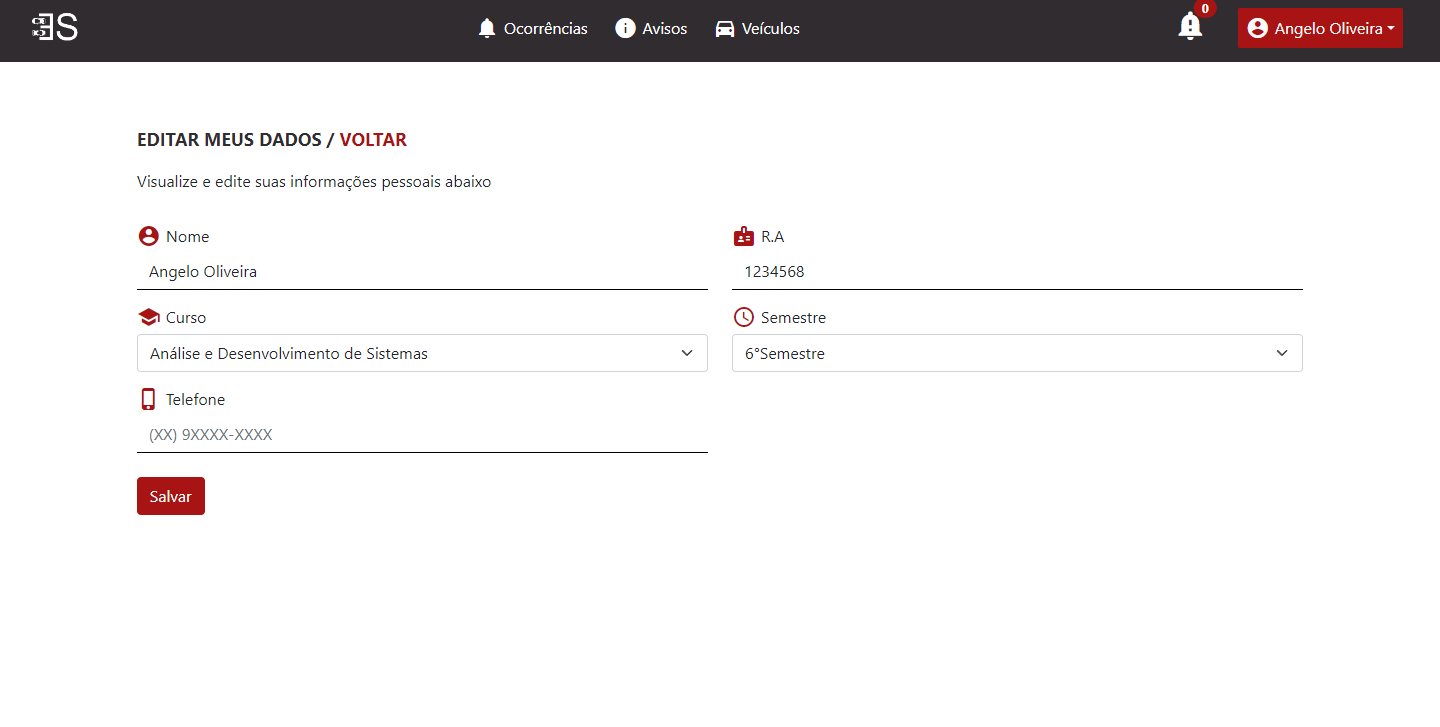 ES
Ocorrências
Avisos
Veículos
0
Angelo Oliveira
EDITAR MEUS DADOS / VOLTAR
Visualize e edite suas informações pessoais abaixo
Nome
R.A
Angelo Oliveira
1234568
Curso
Semestre
Análise e Desenvolvimento de Sistemas
6°Semestre
Telefone
(XX) 9XXXX-XXXX
Salvar